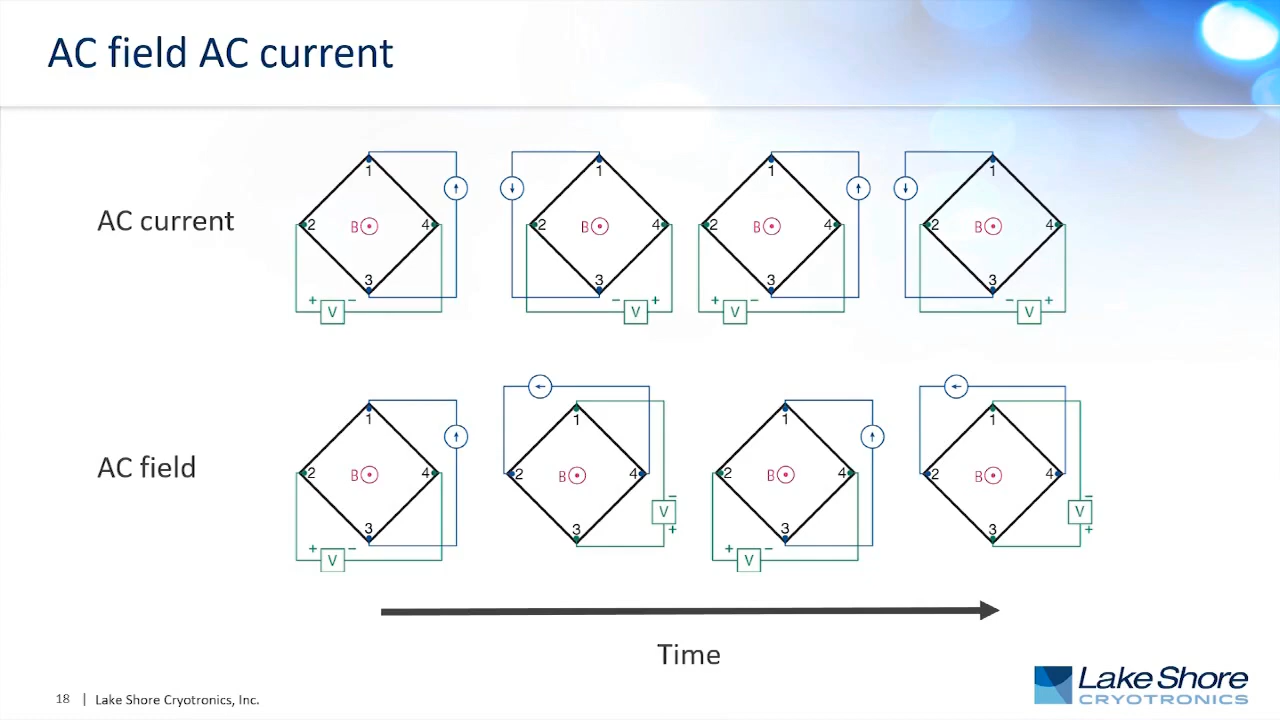 AC field AC current
AC current
1 2 B 4 3 + V −
1 2 B 4 3 − V +
1 2 B 4 3 + V −
1 2 B 4 3 − V +
AC field
1 2 B 4 3 + V −
1 2 B 4 3 − V +
1 2 B 4 3 + V −
1 2 B 4 3 − V +
Time
18 | Lake Shore Cryotronics, Inc.
Lake Shore
CRYOTRONICS